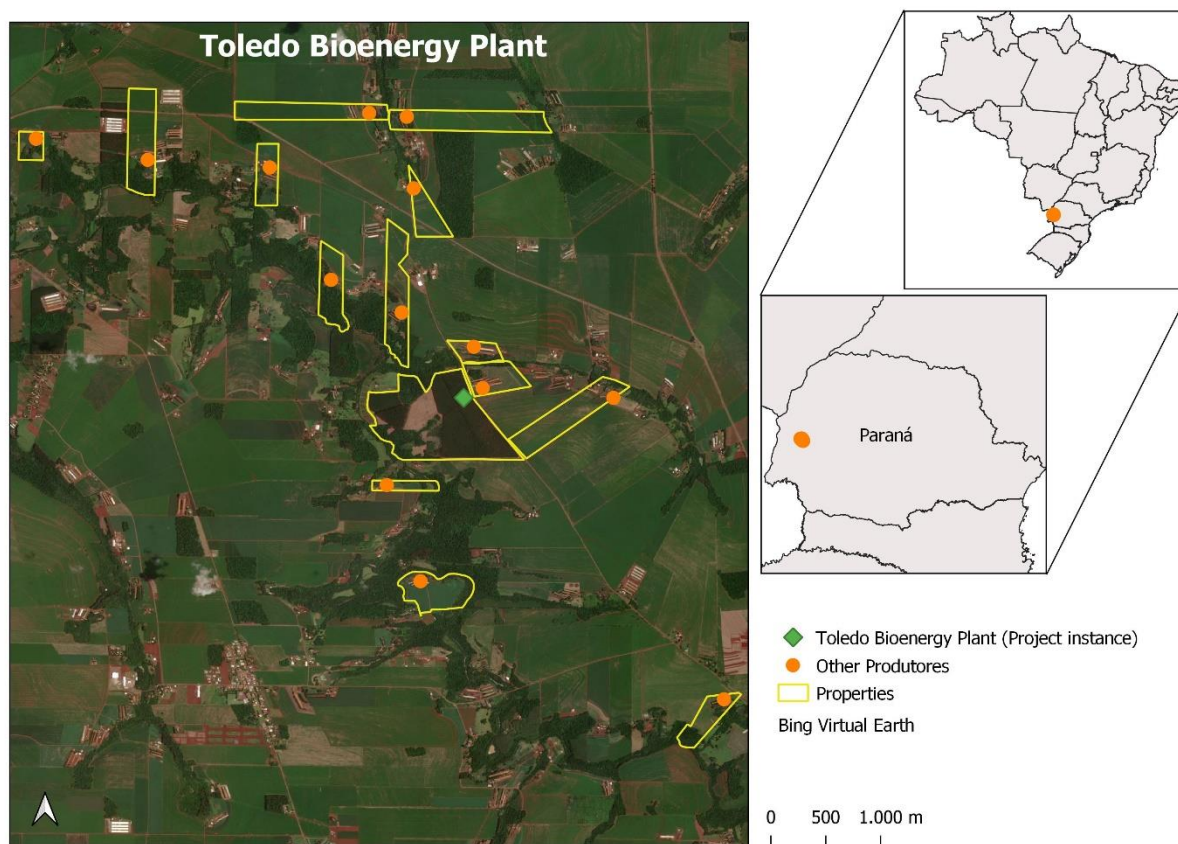 Toledo Bioenergy Plant
Paraná
Toledo Bioenergy Plant (Project instance)
Other Produtores
Properties
Bing Virtual Earth
0 500 1.000 m